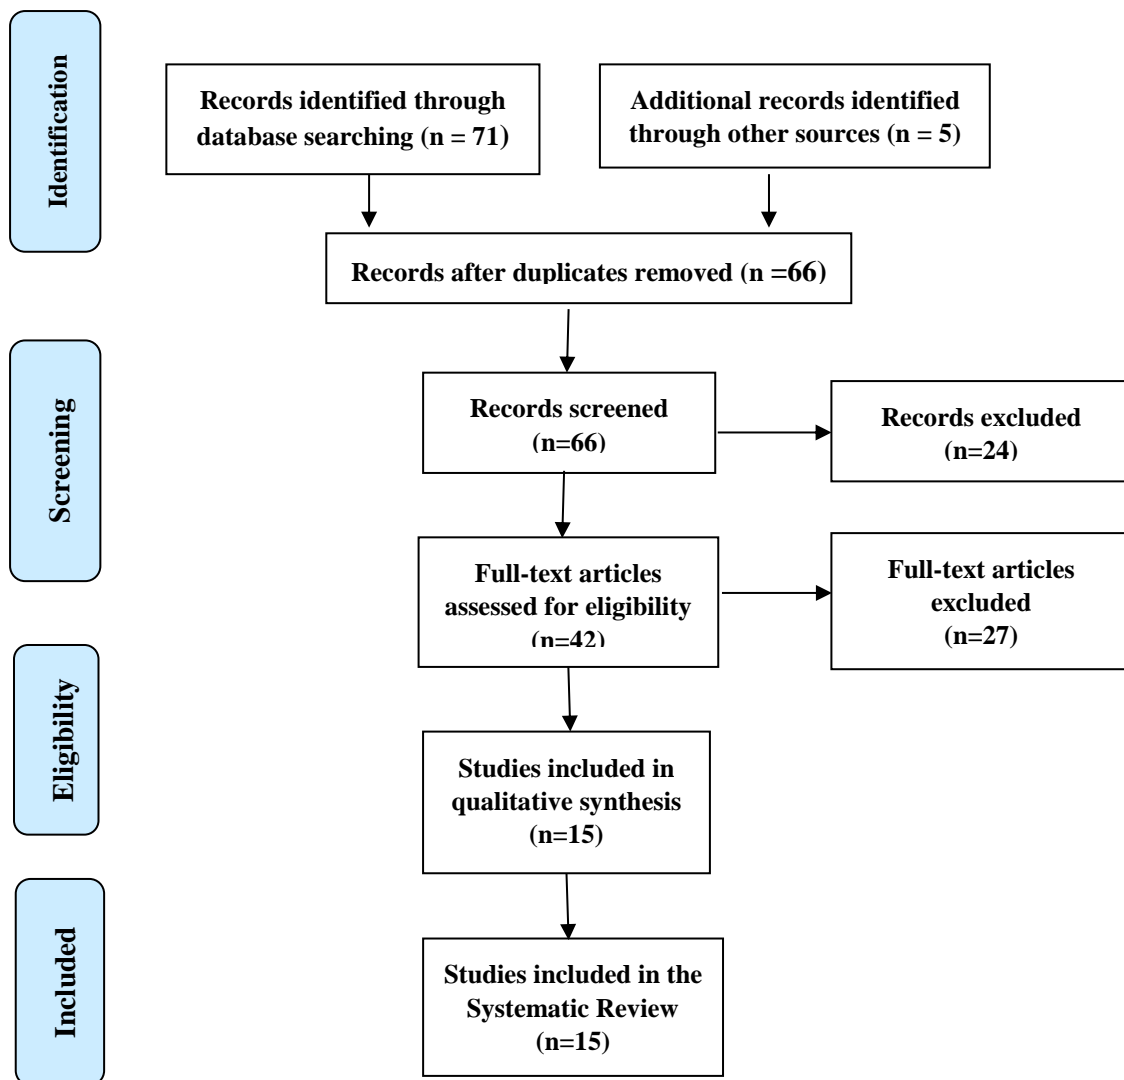 Identification
Records identified through
database searching (n = 71)
Additional records identified
through other sources (n = 5)
Records after duplicates removed (n =66)
Screening
Records screened
(n=66)
Records excluded
(n=24)
Full-text articles
assessed for eligibility
(n=42)
Full-text articles
excluded
(n=27)
Eligibility
Studies included in
qualitative synthesis
(n=15)
Included
Studies included in the
Systematic Review
(n=15)